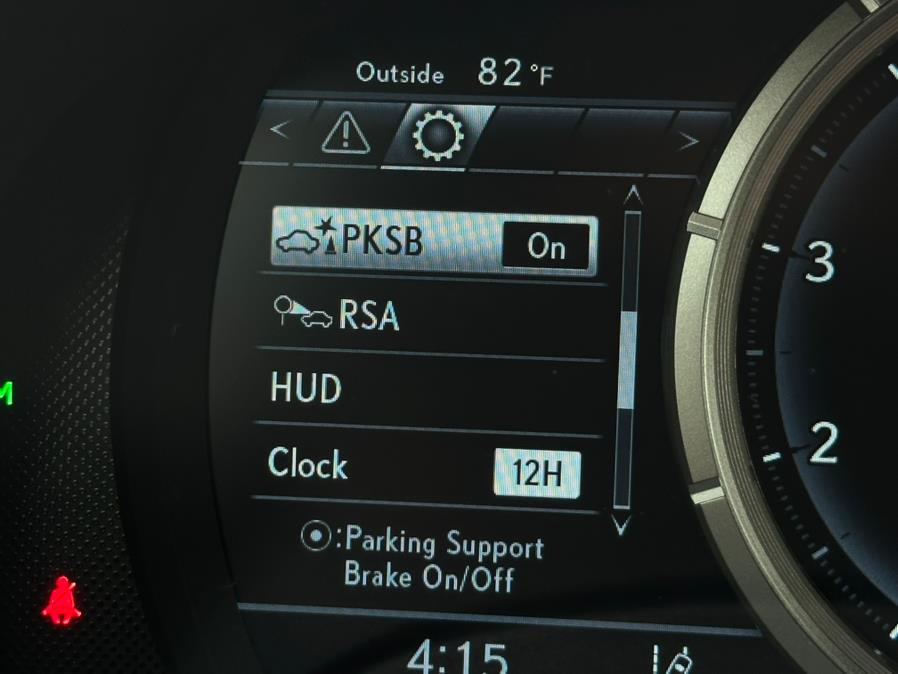 Outside 82 °F
< >
PKSB On
RSA
HUD
Clock 12H
:Parking Support
Brake On/Off
4:15
3
2